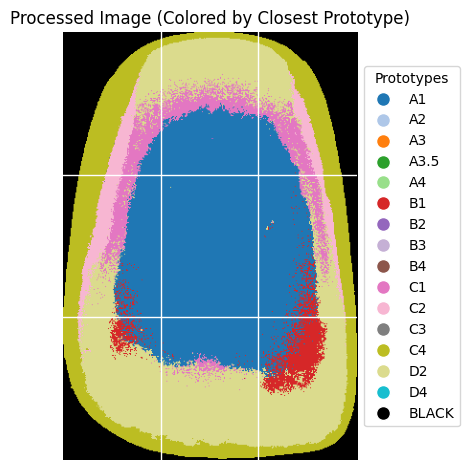 Processed Image (Colored by Closest Prototype)
Prototypes
A1
A2
A3
A3.5
A4
B1
B2
B3
B4
C1
C2
C3
C4
D2
D4
BLACK